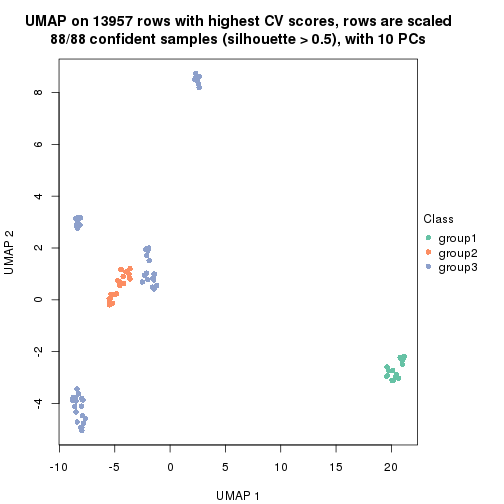 UMAP on 13957 rows with highest CV scores, rows are scaled
88/88 confident samples (silhouette > 0.5), with 10 PCs
8
6
4
2
0
-2
-4
UMAP 2
-10
-5
0
5
10
15
20
UMAP 1
Class
group1
group2
group3